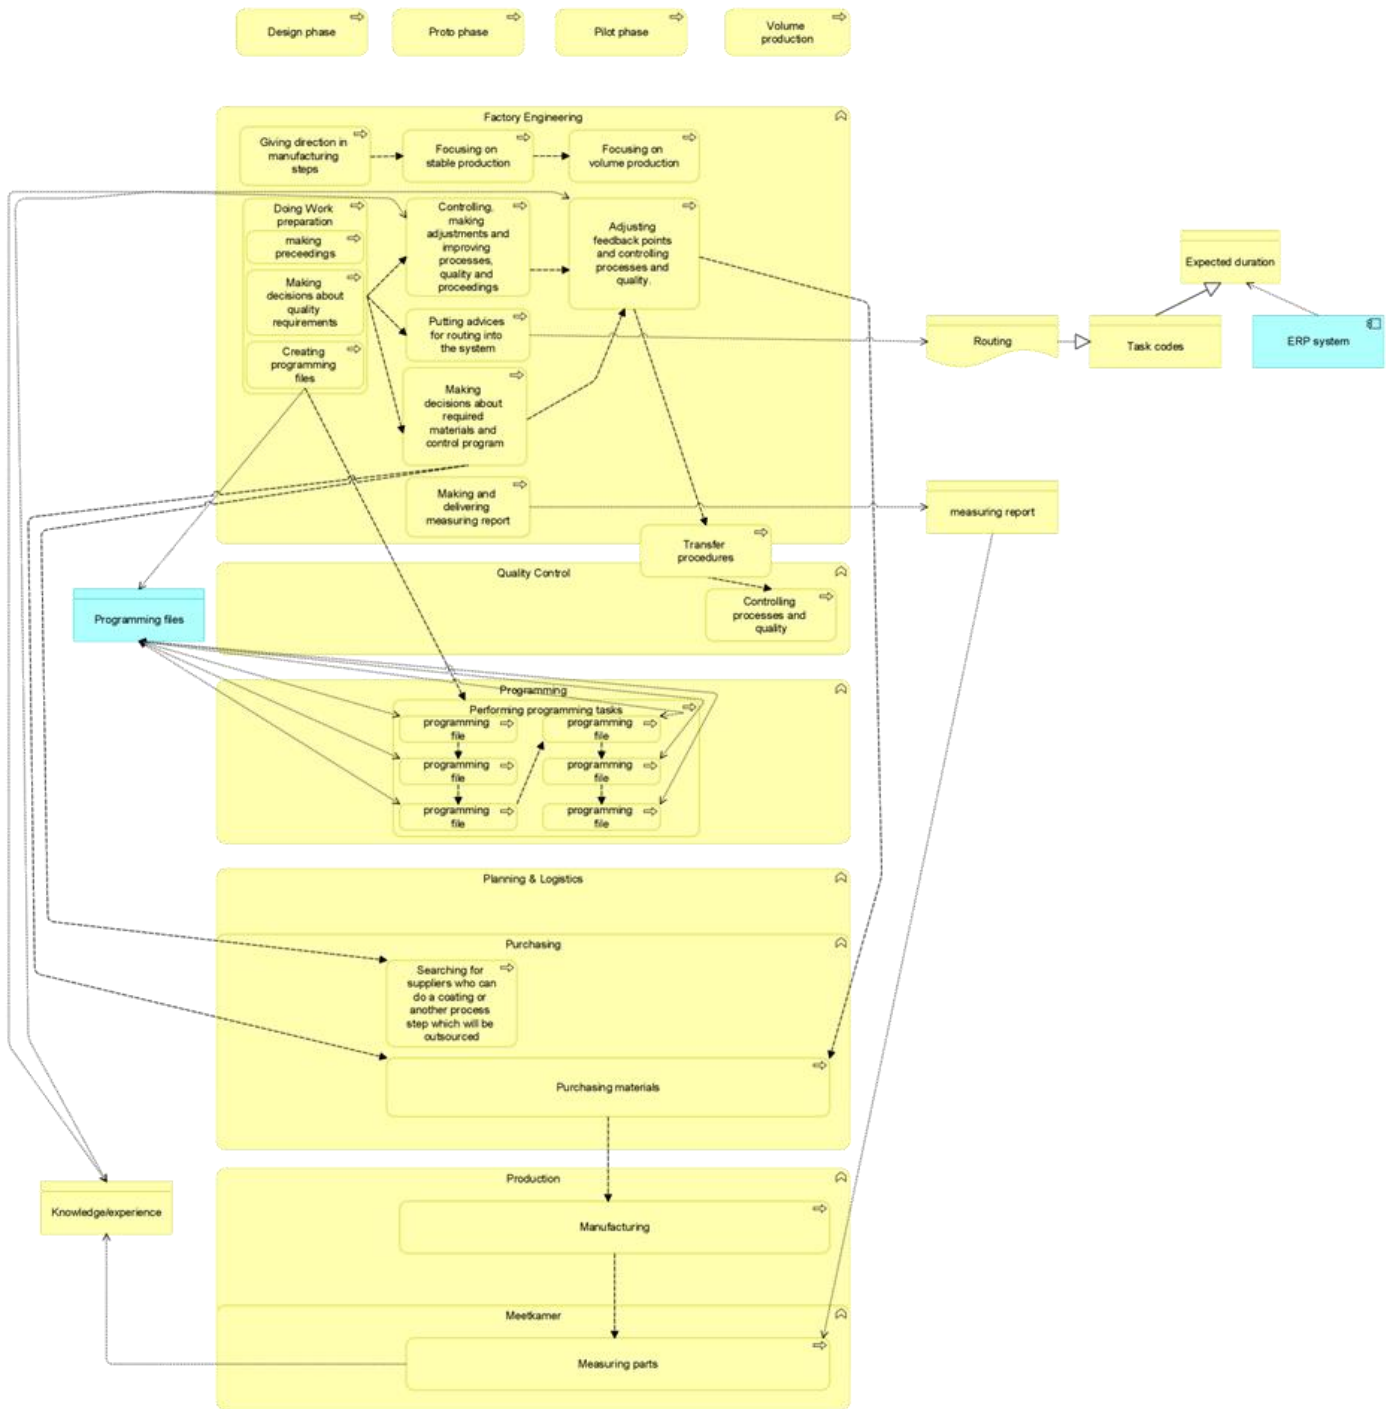 Design phase
Proto phase
Pilot phase
Volume
production
Factory Engineering
Giving direction in
manufacturing
steps
Focusing on
stable production
Focusing on
volume production
Doing Work
preparation
making
preceedings
Making
decisions about
quality
requirements
Creating
programming
files
Controlling,
making
adjustments and
improving
processes,
quality and
proceedings
Adjusting
feedback points
and controlling
processes and
quality.
Putting advices
for routing into
the system
Making
decisions about
required
materials and
control program
Making and
delivering
measuring report
Expected duration
Routing
Task codes
ERP system
measuring report
Transfer
procedures
Quality Control
Controlling
processes and
quality
Programming files
Programming
Performing programming tasks
programming
file
programming
file
programming
file
programming
file
programming
file
programming
file
Planning & Logistics
Purchasing
Searching for
suppliers who can
do a coating or
another process
step which will be
outsourced
Purchasing materials
Production
Knowledge/experience
Manufacturing
Meetkamer
Measuring parts